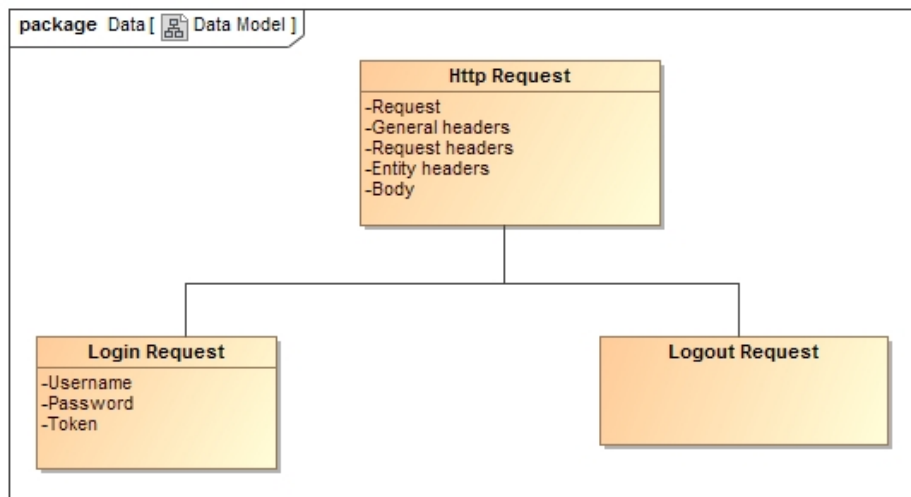 package Data [ Data Model ]
Http Request
-Request
-General headers
-Request headers
-Entity headers
-Body
Login Request
-Username
-Password
-Token
Logout Request